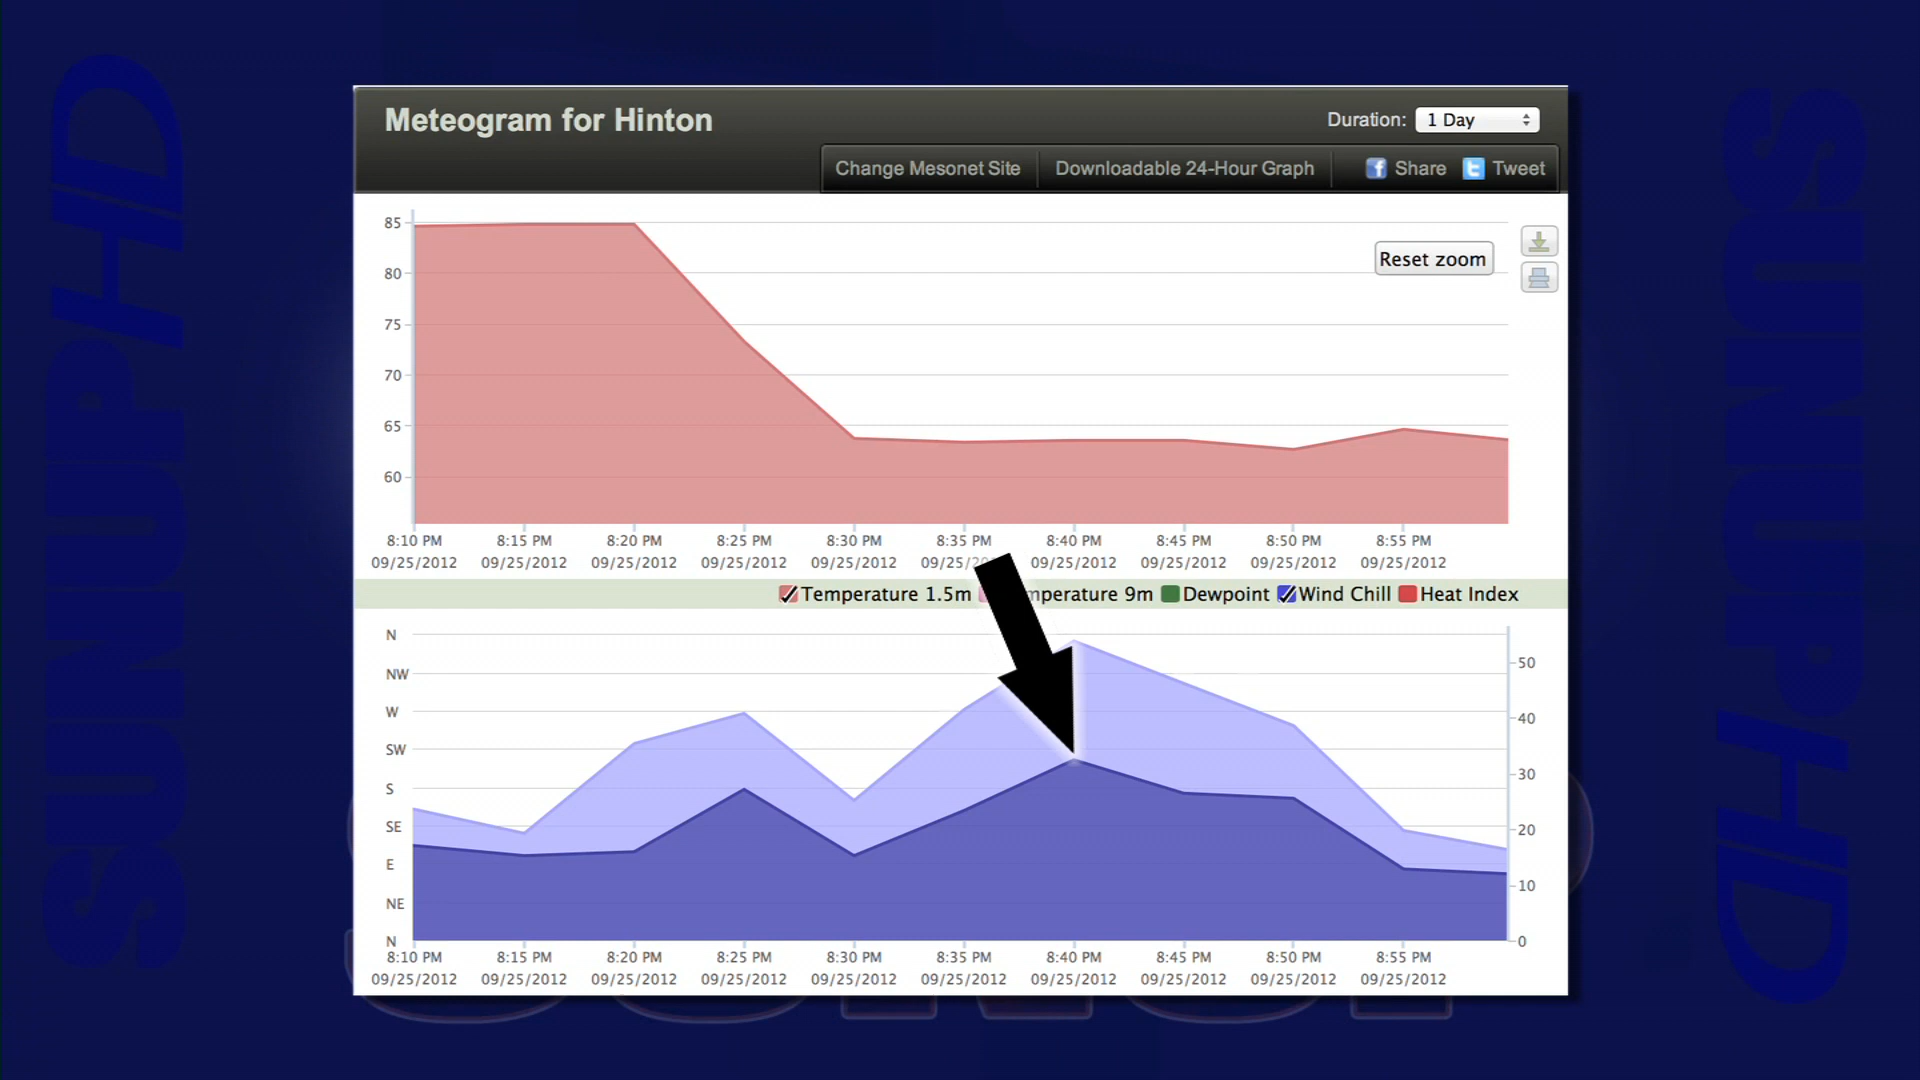 Meteogram for Hinton
Duration: 1 Day
Change Mesonet Site Downloadable 24-Hour Graph Share Tweet
85
Reset zoom
80
75
70
65
60
8:10 PM 8:15 PM 8:20 PM 8:25 PM 8:30 PM 8:35 PM 8:40 PM 8:45 PM 8:50 PM 8:55 PM
09/25/2012 09/25/2012 09/25/2012 09/25/2012 09/25/2012 09/25/20 09/25/2012 09/25/2012 09/25/2012 09/25/2012
Temperature 1.5m mperature 9m Dewpoint Wind Chill Heat Index
N
50
NW
W 40
SW
30
S
SE 20
E
10
NE
N 0
8:10 PM 8:15 PM 8:20 PM 8:25 PM 8:30 PM 8:35 PM 8:40 PM 8:45 PM 8:50 PM 8:55 PM
09/25/2012 09/25/2012 09/25/2012 09/25/2012 09/25/2012 09/25/2012 09/25/2012 09/25/2012 09/25/2012 09/25/2012
SUNUPHD
SUNUPHD